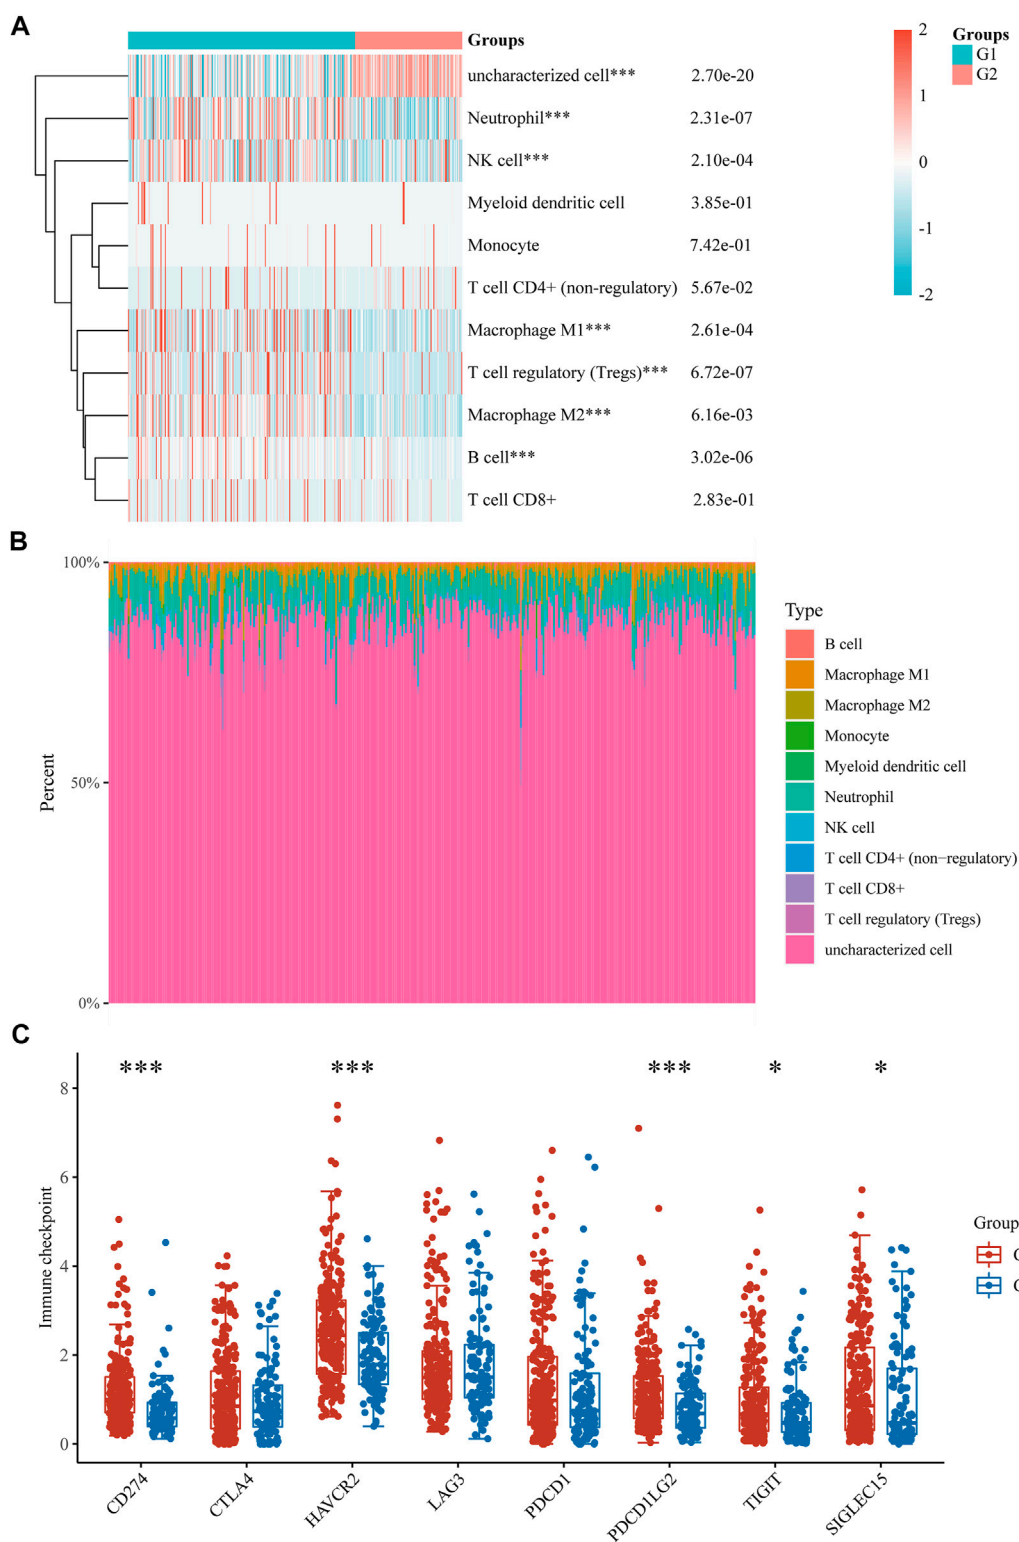 A
Groups
uncharacterized cell*** 2.70e-20
Neutrophil*** 2.31e-07
NK cell*** 2.10e-04
Myeloid dendritic cell 3.85e-01
Monocyte 7.42e-01
T cell CD4+ (non-regulatory) 5.67e-02
Macrophage M1*** 2.61e-04
T cell regulatory (Tregs)*** 6.72e-07
Macrophage M2*** 6.16e-03
B cell*** 3.02e-06
T cell CD8+ 2.83e-01
2
1
0
-1
-2
Groups
G1
G2
B
100%
50%
0%
Percent
Type
B cell
Macrophage M1
Macrophage M2
Monocyte
Myeloid dendritic cell
Neutrophil
NK cell
T cell CD4+ (non−regulatory)
T cell CD8+
T cell regulatory (Tregs)
uncharacterized cell
C
*** *** *** * *
8
6
4
2
0
Immune checkpoint
CD274
CTLA4
HAVCR2
LAG3
PDCD1
PDCD1LG2
TIGIT
SIGLEC15
Group